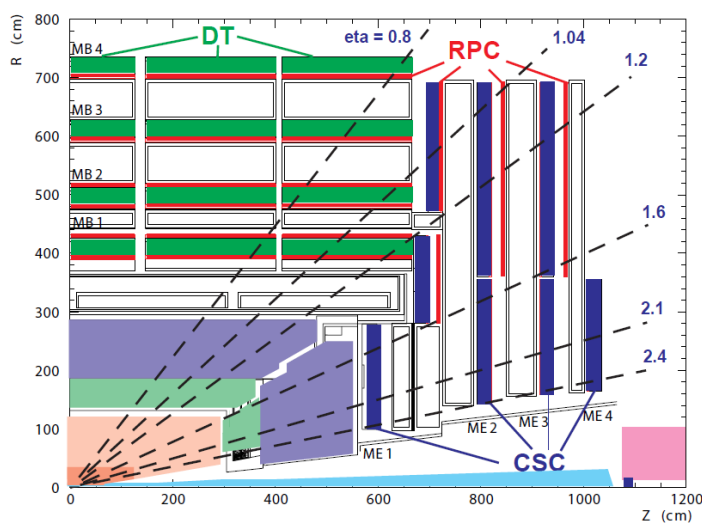 R (cm)
800
DT
eta = 0.8
RPC
1.04
1.2
MB 4
700
MB 3
600
MB 2
500
MB 1
1.6
400
300
2.1
2.4
200
100
ME 1
ME 2
ME 3
ME 4
CSC
0
0
200
400
600
800
1000
1200
Z (cm)